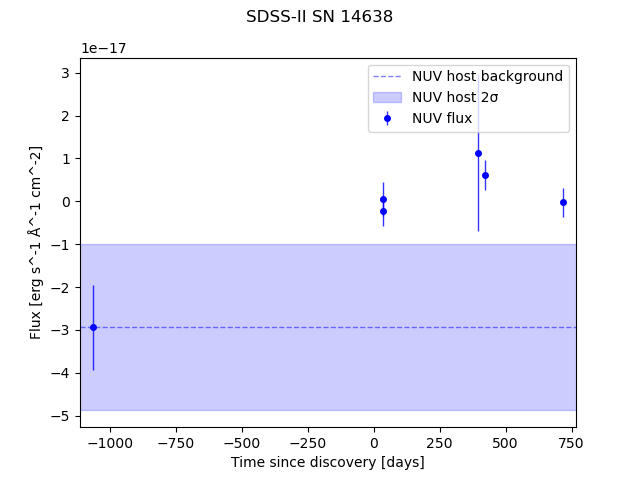 SDSS-II SN 14638
1e−17
NUV host background
NUV host 2σ
NUV flux
Flux [erg s^-1 Å^-1 cm^-2]
3
2
1
0
−1
−2
−3
−4
−5
−1000 −750 −500 −250 0 250 500 750
Time since discovery [days]